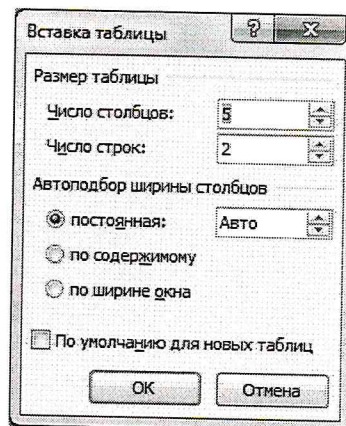 Вставка таблицы
Размер таблицы
Число столбцов: 5
Число строк: 2
Автоподбор ширины столбцов
постоянная: Авто
по содержимому
по ширине окна
По умолчанию для новых таблиц
ОК Отмена